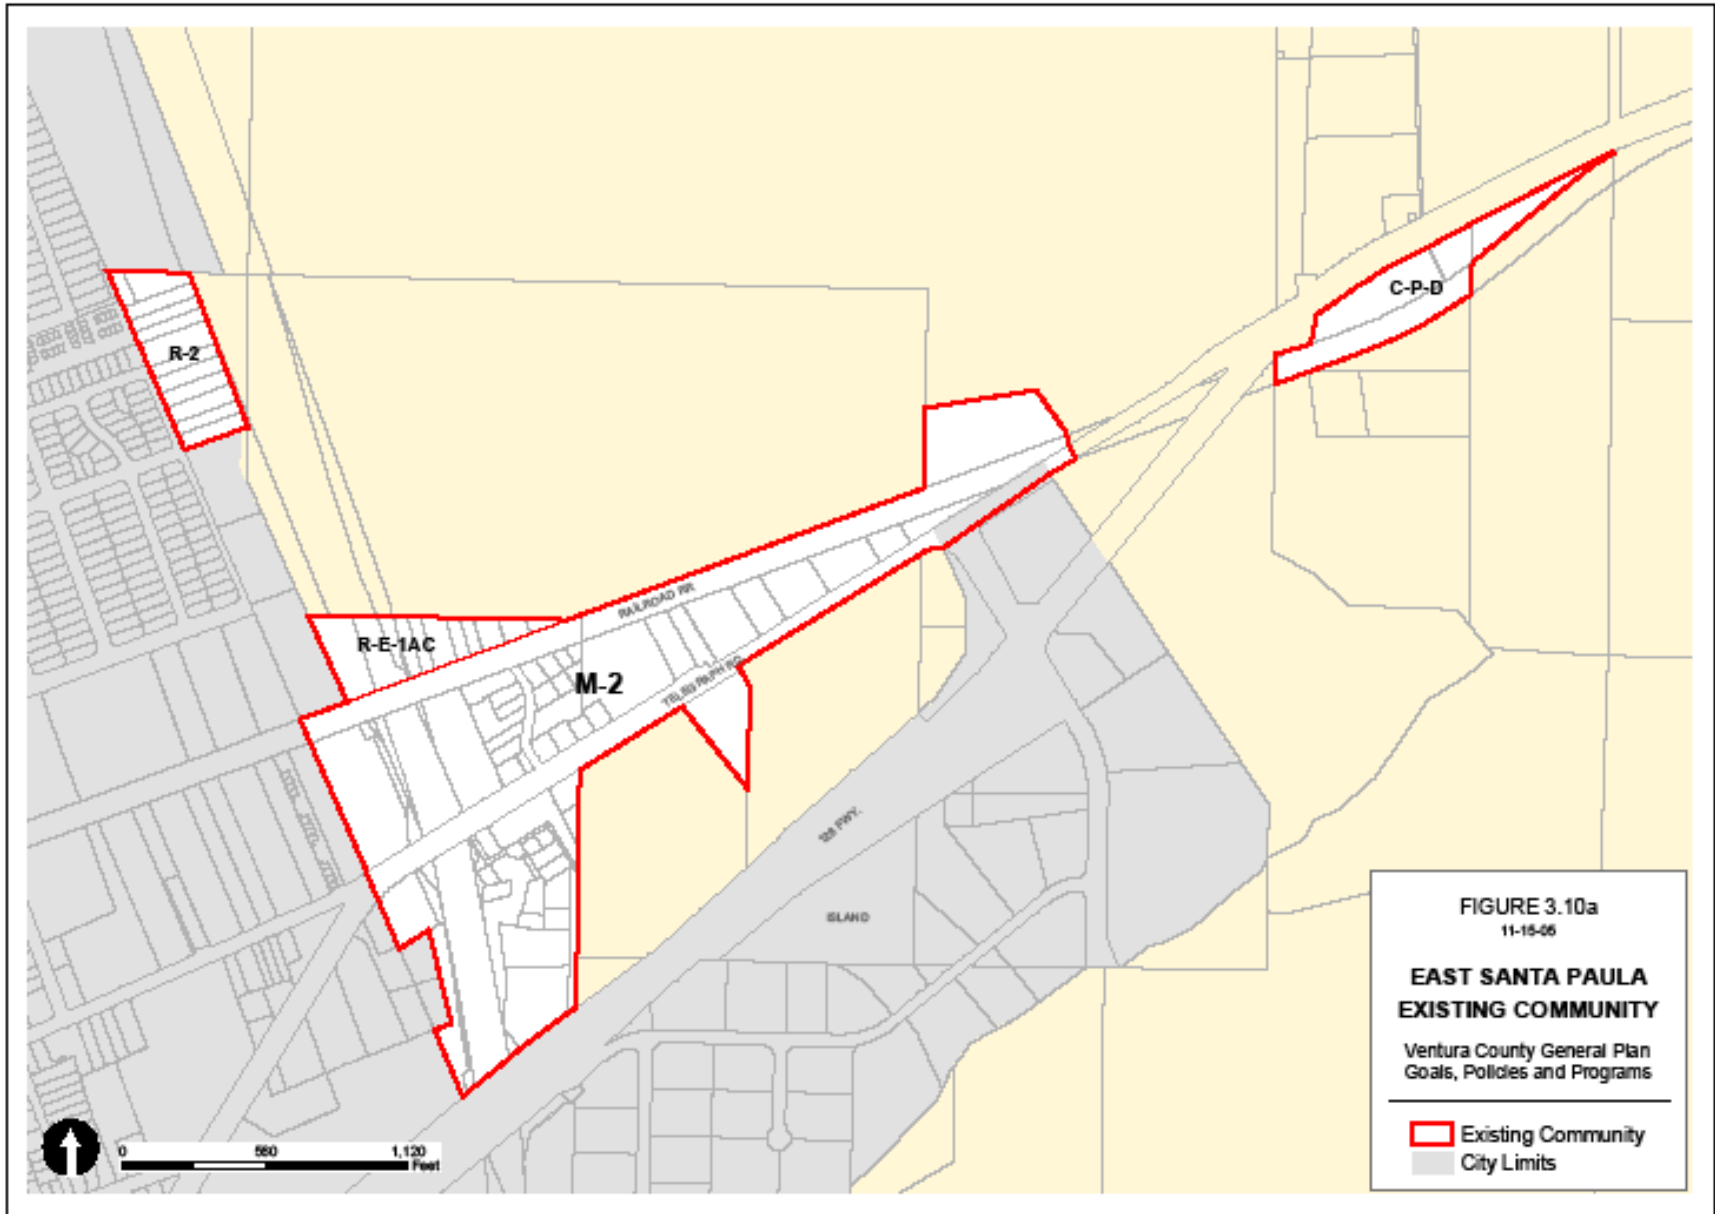 R-2
C-P-D
RAILROAD RR
R-E-1AC
M-2
TELEGRAPH RD
126 FWY.
ISLAND
FIGURE 3.10a
EAST SANTA PAULA
EXISTING COMMUNITY
Ventura County General Plan
Goals, Policies and Programs
Existing Community
City Limits
0 560 1,120
Feet